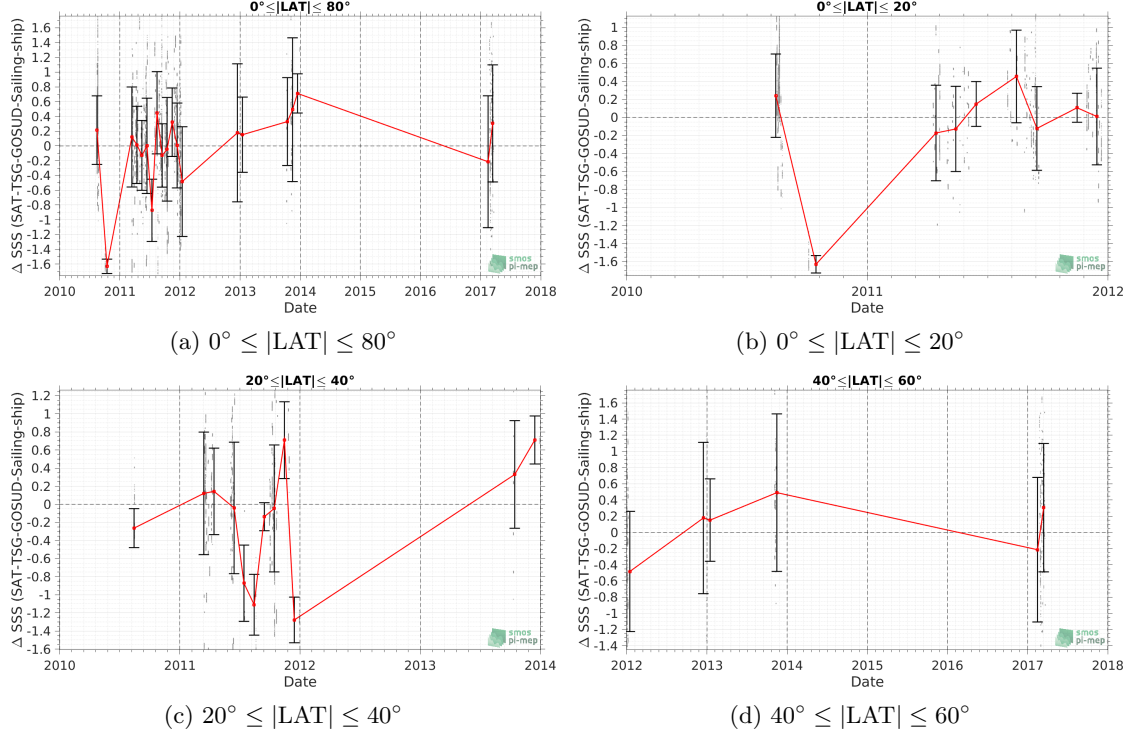 0°≤|LAT|≤ 80°
Δ SSS (SAT-TSG-GOSUD-Sailing-ship)
1.6
1.2
0.8
0.6
0.4
0.2
0
-0.2
-0.4
-0.6
-0.8
-1
-1.2
-1.6
2010 2011 2012 2013 2014 2015 2016 2017 2018
Date
smos
pi-mep
(a) 0° ≤ |LAT| ≤ 80°
0°≤|LAT|≤ 20°
Δ SSS (SAT-TSG-GOSUD-Sailing-ship)
1
0.8
0.6
0.4
0.2
0
-0.2
-0.4
-0.6
-0.8
-1
-1.2
-1.4
-1.6
2010 2011 2012
Date
smos
pi-mep
(b) 0° ≤ |LAT| ≤ 20°
20°≤|LAT|≤ 40°
Δ SSS (SAT-TSG-GOSUD-Sailing-ship)
1.2
1
0.8
0.6
0.4
0.2
0
-0.2
-0.4
-0.6
-0.8
-1
-1.2
-1.4
-1.6
2010 2011 2012 2013 2014
Date
smos
pi-mep
(c) 20° ≤ |LAT| ≤ 40°
40°≤|LAT|≤ 60°
Δ SSS (SAT-TSG-GOSUD-Sailing-ship)
1.6
1.4
1.2
1
0.8
0.6
0.4
0.2
0
-0.2
-0.4
-0.6
-0.8
-1
-1.2
-1.4
2012 2013 2014 2015 2016 2017 2018
Date
smos
pi-mep
(d) 40° ≤ |LAT| ≤ 60°